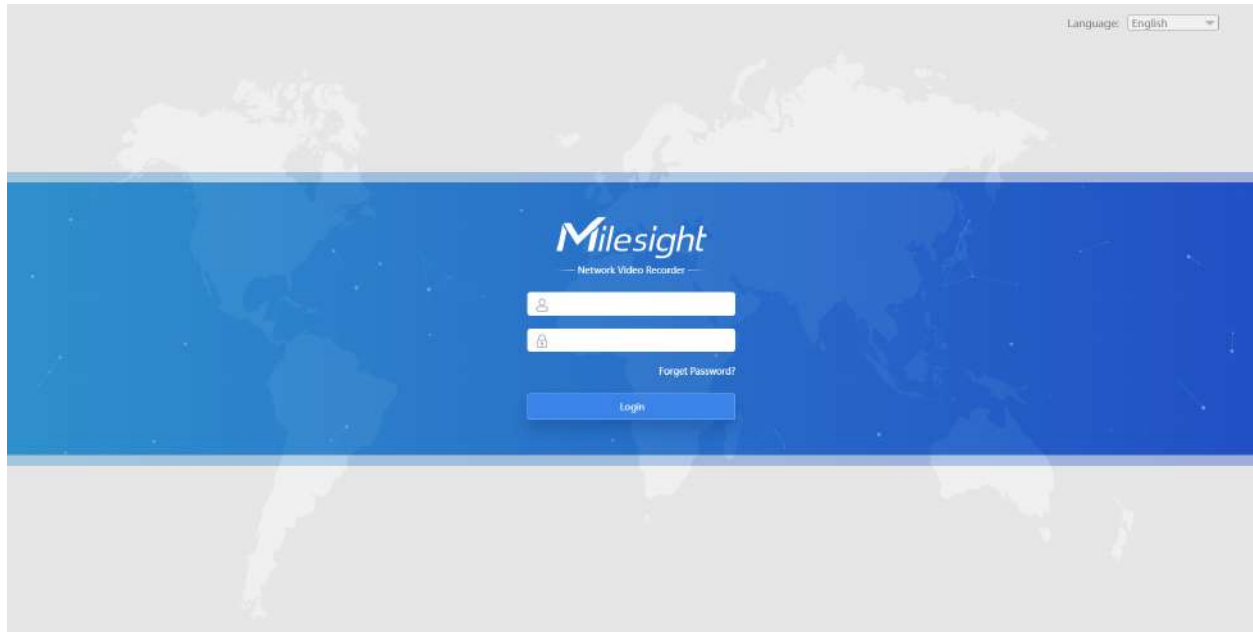 Language: English
Milesight
Network Video Recorder
Forget Password?
Login